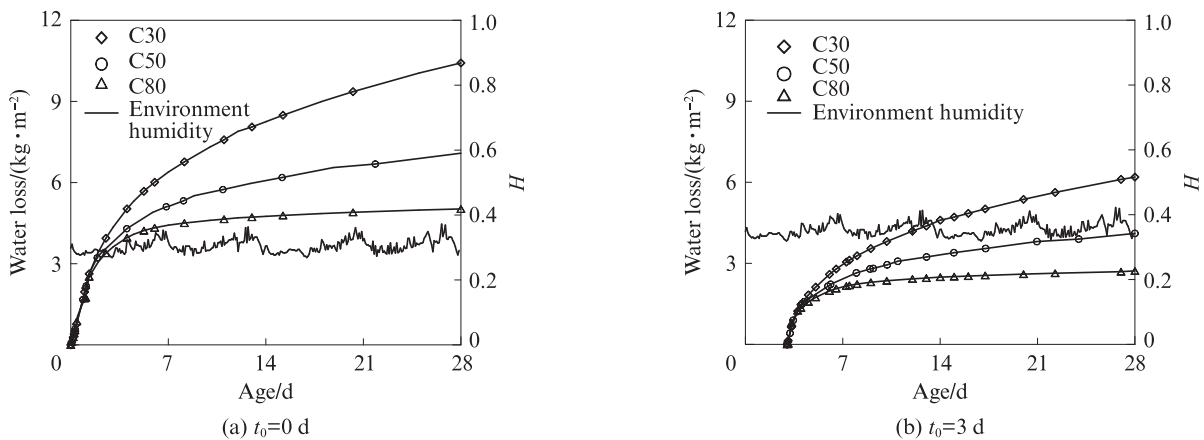 12
9
6
3
Water loss/(kg·m⁻²)
C30
C50
C80
Environment
humidity
1.0
0.8
0.6
0.4
0.2
0
H
0
7
14
21
28
Age/d
(a) t₀=0 d
12
9
6
3
Water loss/(kg·m⁻²)
C30
C50
C80
Environment humidity
1.0
0.8
0.6
0.4
0.2
0
H
0
7
14
21
28
Age/d
(b) t₀=3 d